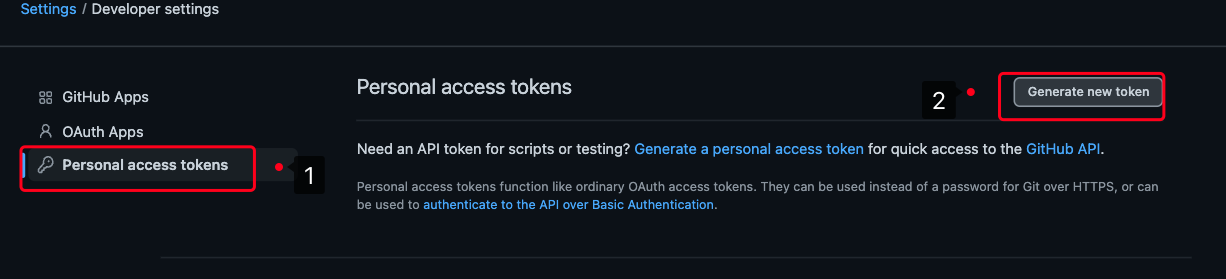 Settings / Developer settings
GitHub Apps
OAuth Apps
Personal access tokens
1
Personal access tokens
2
Generate new token
Need an API token for scripts or testing? Generate a personal access token for quick access to the GitHub API.
Personal access tokens function like ordinary OAuth access tokens. They can be used instead of a password for Git over HTTPS, or can
be used to authenticate to the API over Basic Authentication.